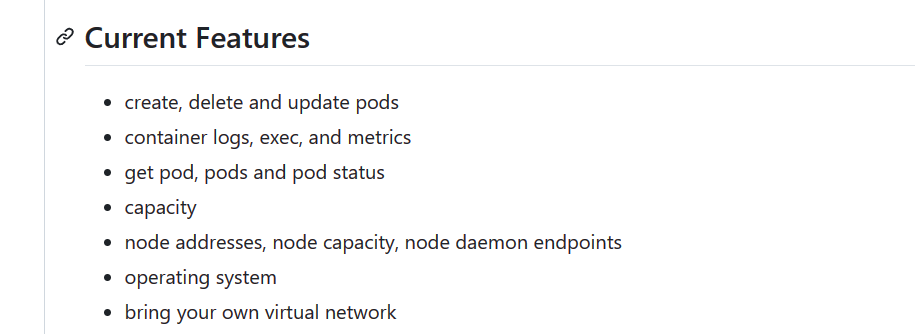 Current Features
create, delete and update pods
container logs, exec, and metrics
get pod, pods and pod status
capacity
node addresses, node capacity, node daemon endpoints
operating system
bring your own virtual network